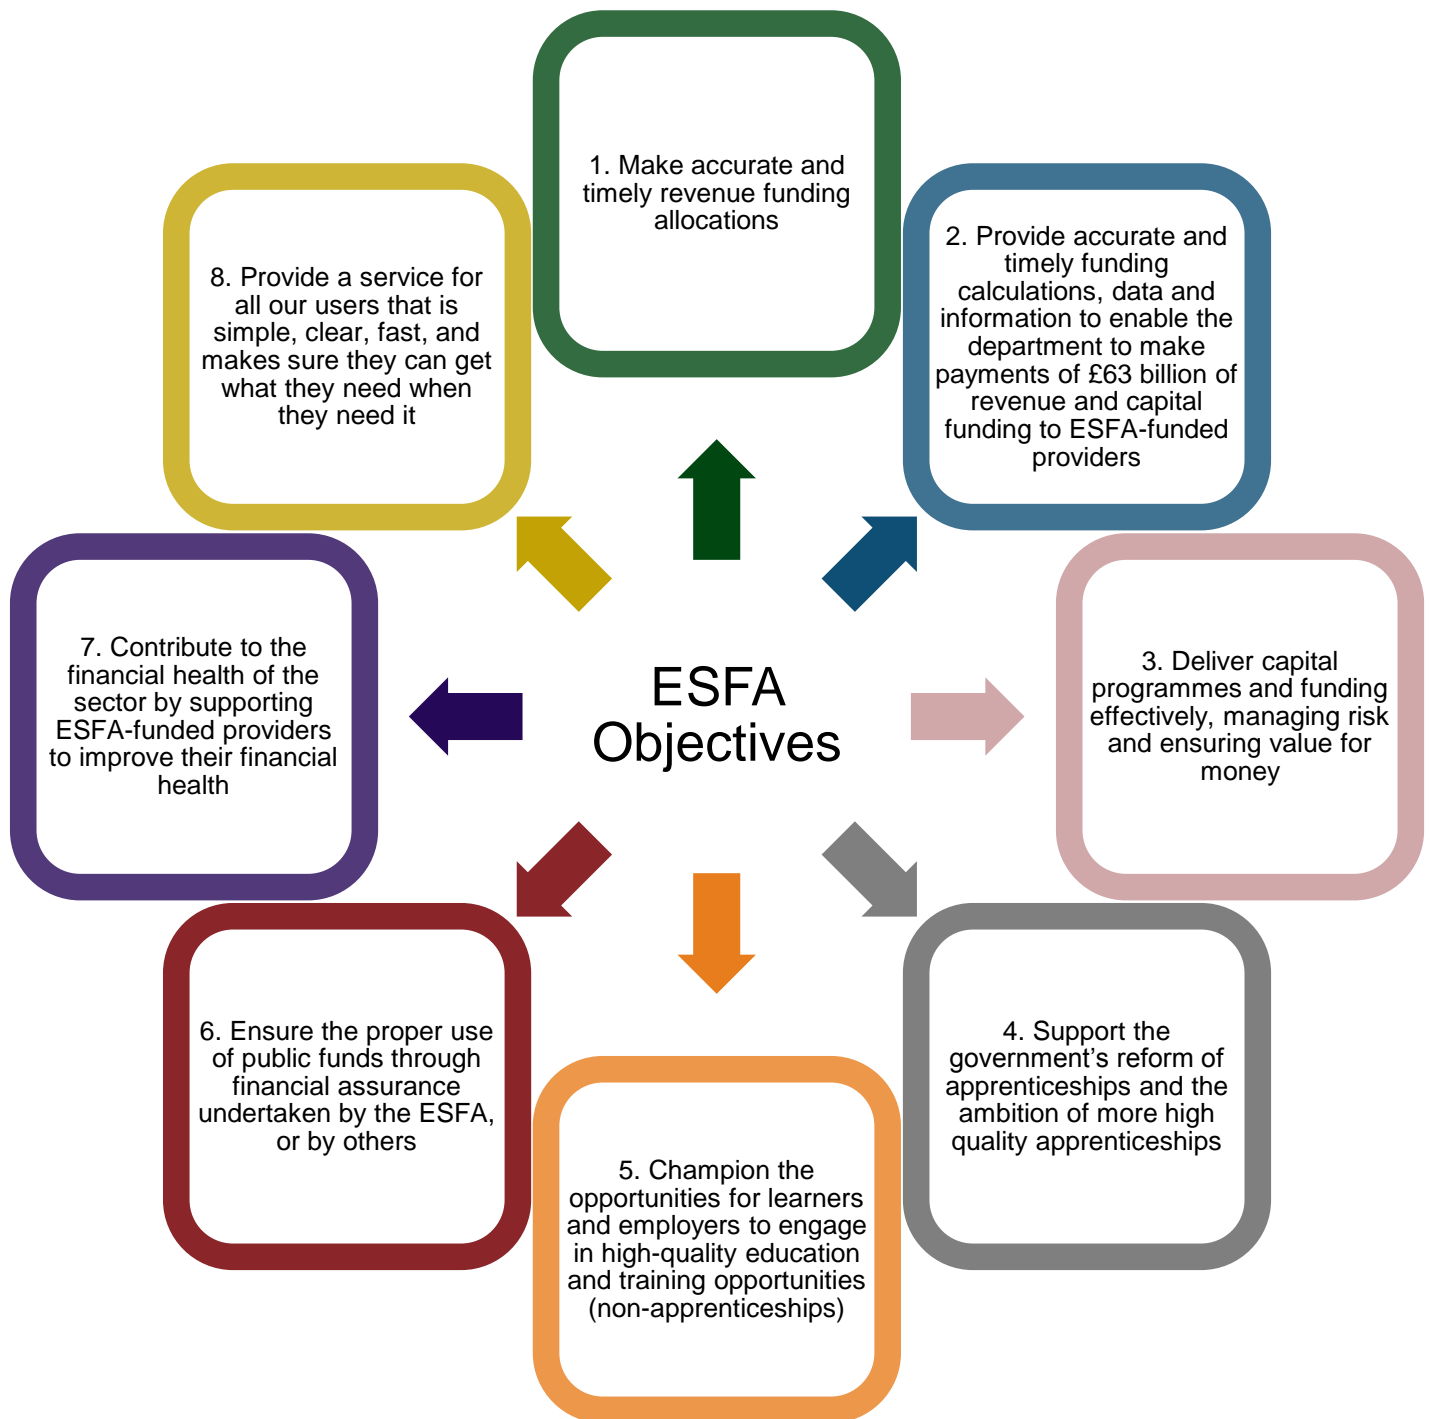 1. Make accurate and
timely revenue funding
allocations
2. Provide accurate and
timely funding
calculations, data and
information to enable the
department to make
payments of £63 billion of
revenue and capital
funding to ESFA-funded
providers
3. Deliver capital
programmes and funding
effectively, managing risk
and ensuring value for
money
4. Support the
government’s reform of
apprenticeships and the
ambition of more high
quality apprenticeships
5. Champion the
opportunities for learners
and employers to engage
in high-quality education
and training opportunities
(non-apprenticeships)
6. Ensure the proper use
of public funds through
financial assurance
undertaken by the ESFA,
or by others
7. Contribute to the
financial health of the
sector by supporting
ESFA-funded providers
to improve their financial
health
8. Provide a service for
all our users that is
simple, clear, fast, and
makes sure they can get
what they need when
they need it
ESFA
Objectives